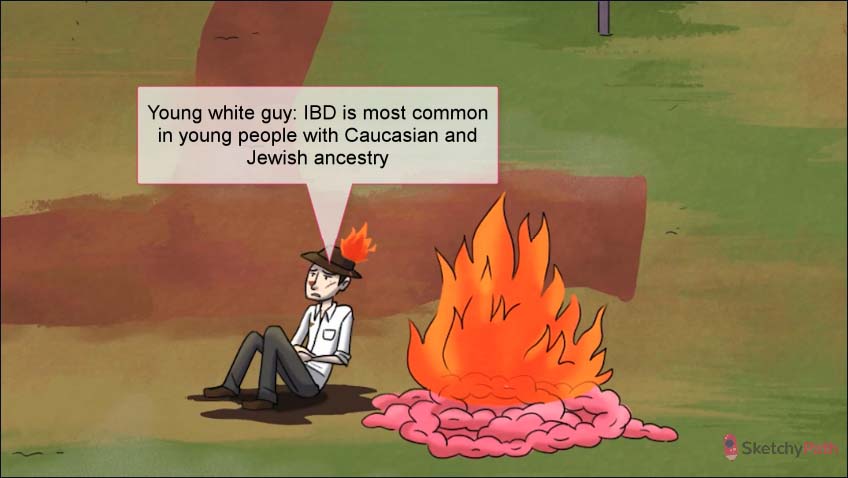 Young white guy: IBD is most common
in young people with Caucasian and
Jewish ancestry
SketchyPath